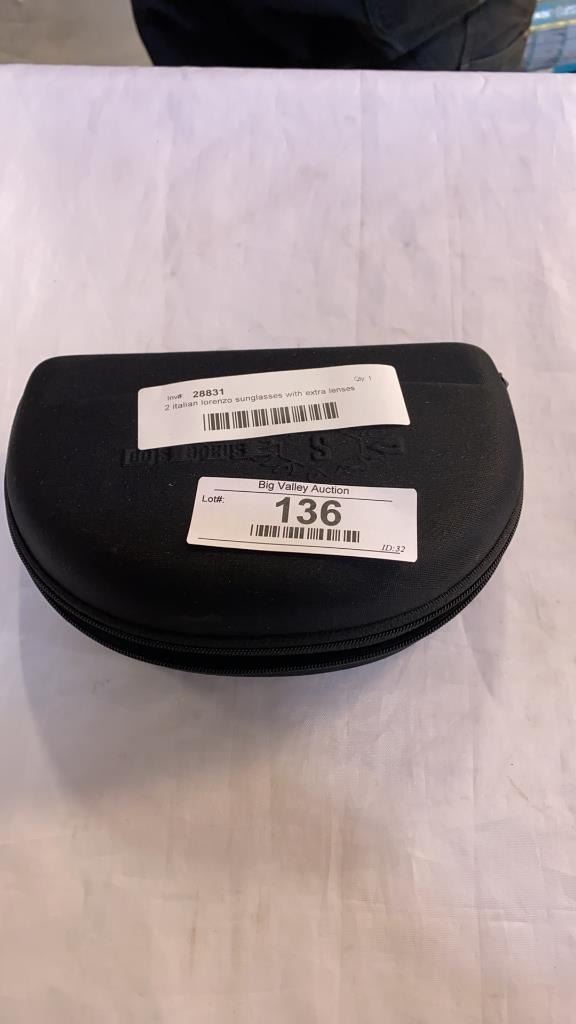 Inv#: 28831 Qty: 1
2 italian lorenzo sunglasses with extra lenses
Big Valley Auction
Lot#: 136
ID:32
S